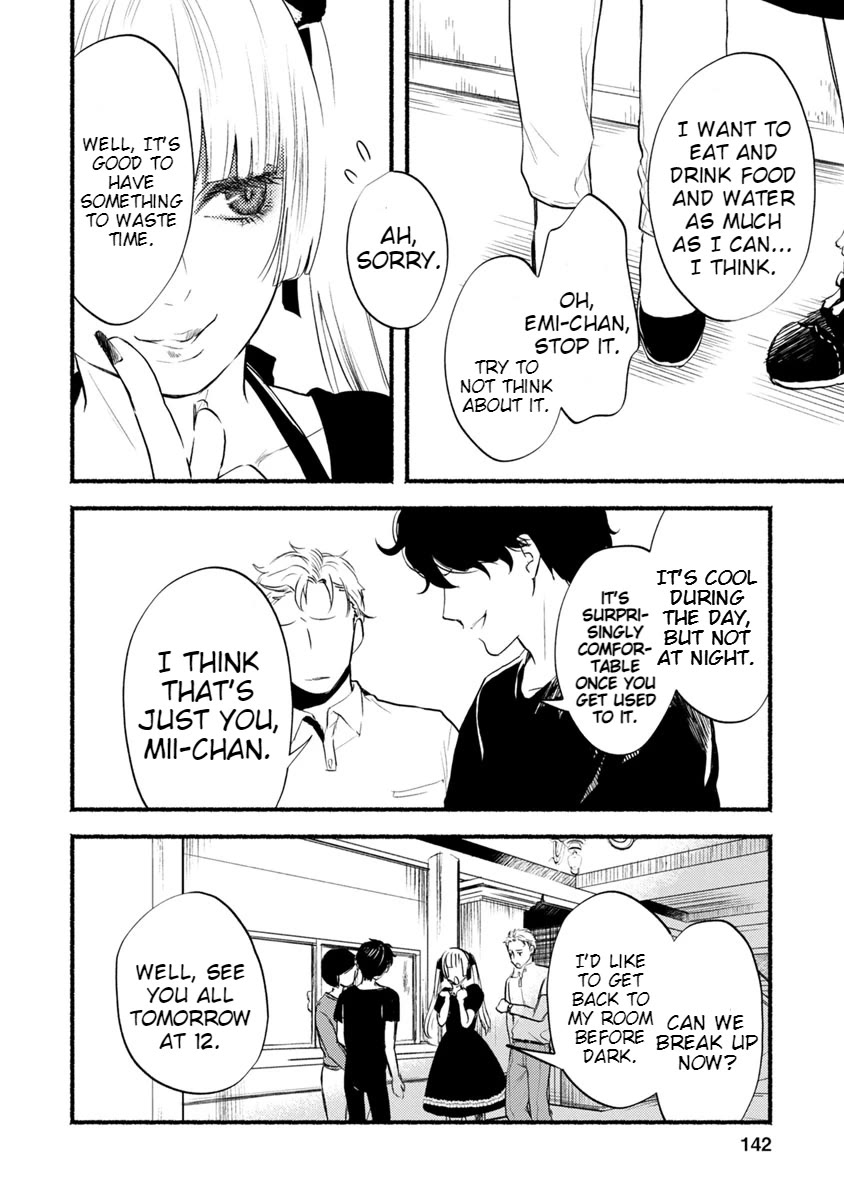 I WANT TO
EAT AND
DRINK FOOD
AND WATER
AS MUCH
AS I CAN...
I THINK.
OH,
EMI-CHAN,
STOP IT.
TRY TO
NOT THINK
ABOUT IT.
AH,
SORRY.
WELL, IT'S
GOOD TO
HAVE
SOMETHING
TO WASTE
TIME.
IT'S COOL
DURING
THE DAY,
BUT NOT
AT NIGHT.
IT'S
SURPRI-
SINGLY
COMFOR-
TABLE
ONCE YOU
GET USED
TO IT.
I THINK
THAT'S
JUST YOU,
MII-CHAN.
CAN WE
BREAK UP
NOW?
I'D LIKE
TO GET
BACK TO
MY ROOM
BEFORE
DARK.
WELL, SEE
YOU ALL
TOMORROW
AT 12.
142